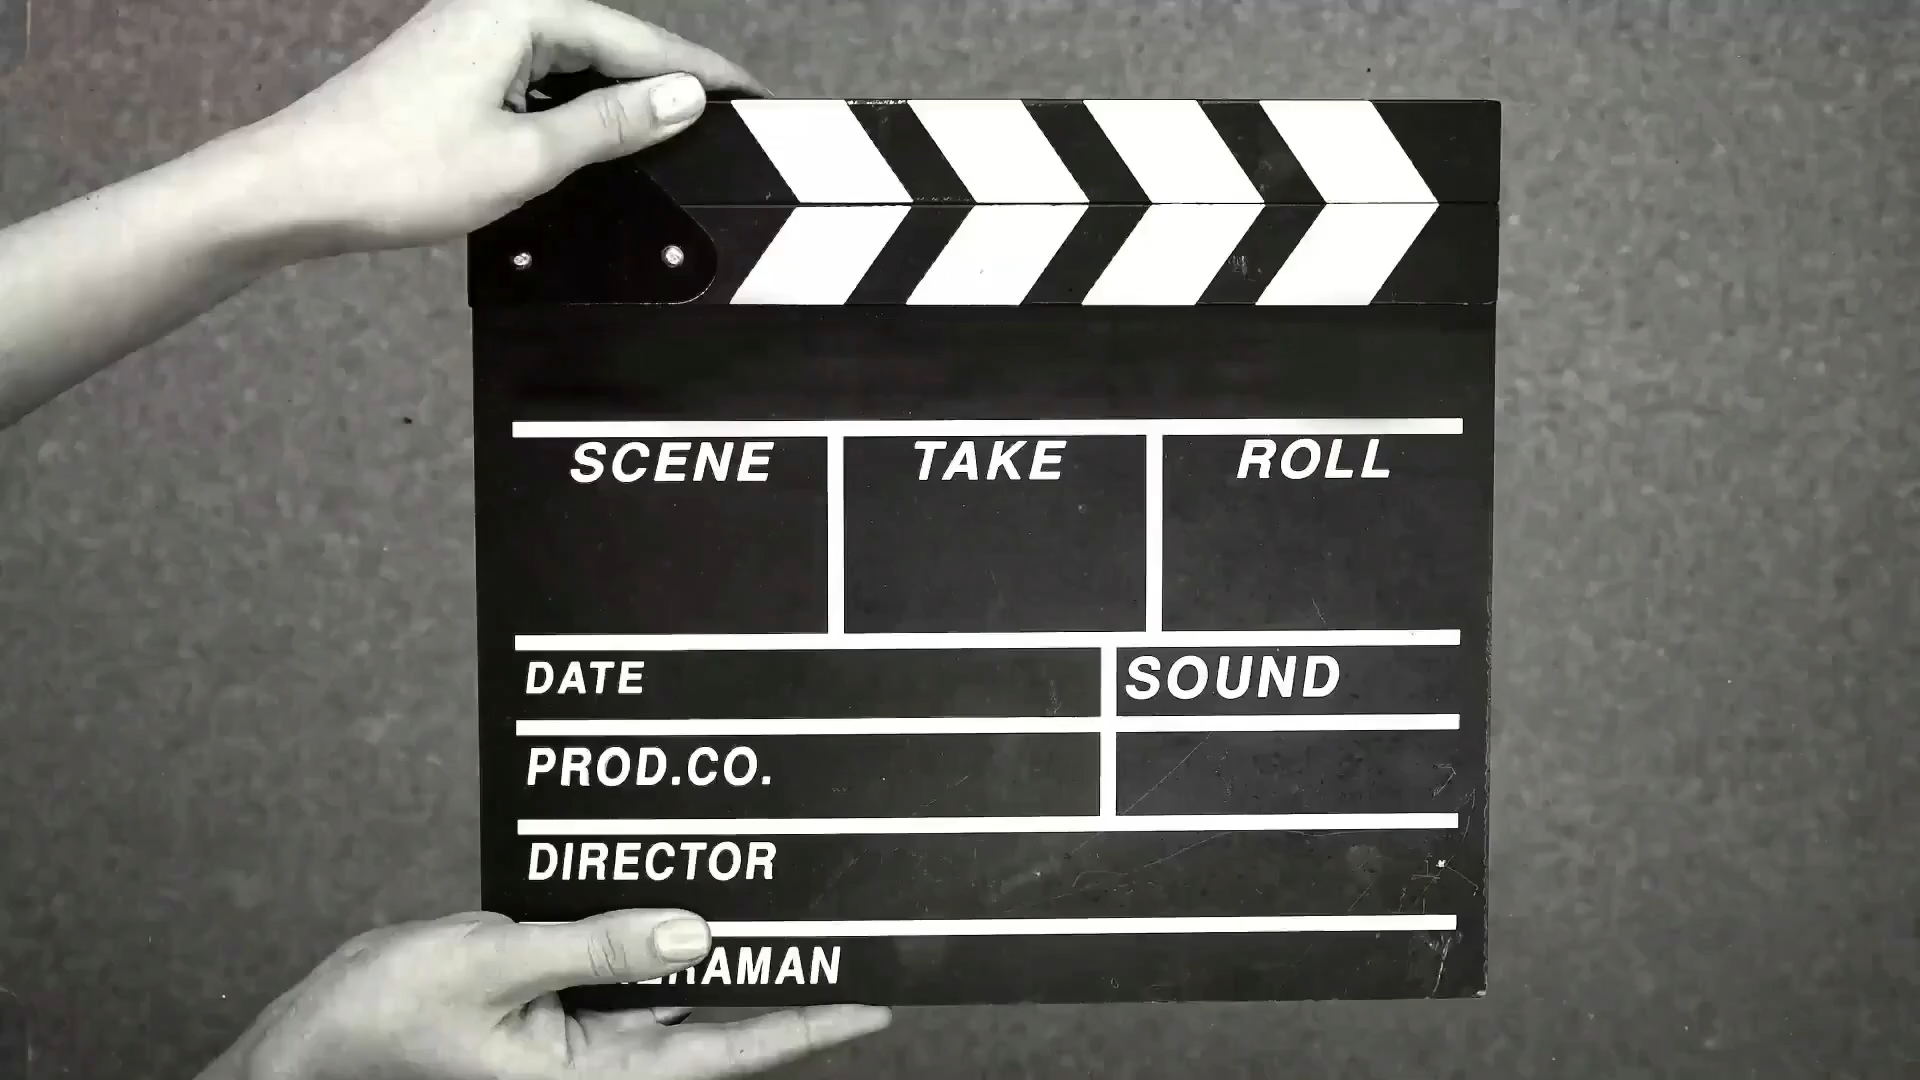 SCENE TAKE ROLL
DATE SOUND
PROD.CO.
DIRECTOR